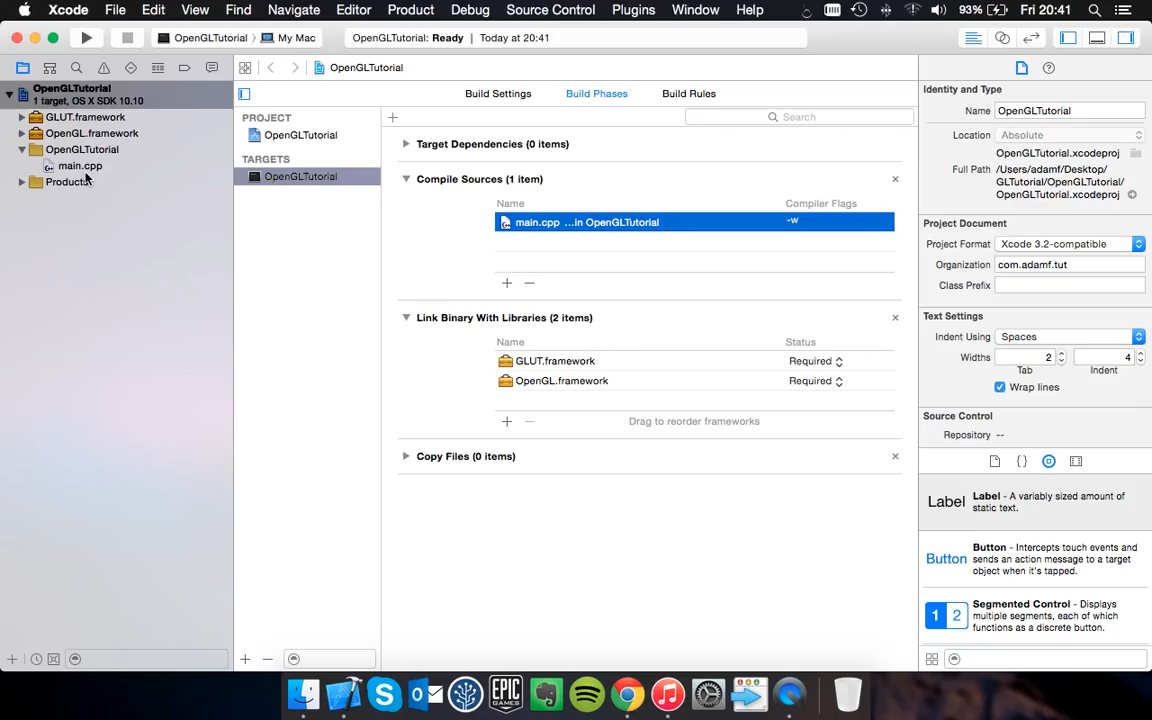 Xcode File Edit View Find Navigate Editor Product Debug Source Control Plugins Window Help 93% Fri 20:41
OpenGLTutorial My Mac OpenGLTutorial: Ready Today at 20:41
OpenGLTutorial
1 target, OS X SDK 10.10
GLUT.framework
OpenGL.framework
OpenGLTutorial
main.cpp
Products
OpenGLTutorial
Build Settings Build Phases Build Rules
PROJECT
OpenGLTutorial
TARGETS
OpenGLTutorial
Search
Target Dependencies (0 items)
Compile Sources (1 item)
Name Compiler Flags
main.cpp ...in OpenGLTutorial -w
Link Binary With Libraries (2 items)
Name Status
GLUT.framework Required
OpenGL.framework Required
Drag to reorder frameworks
Copy Files (0 items)
Identity and Type
Name OpenGLTutorial
Location Absolute
OpenGLTutorial.xcodeproj
Full Path /Users/adamf/Desktop/
GLTutorial/OpenGLTutorial/
OpenGLTutorial.xcodeproj
Project Document
Project Format Xcode 3.2-compatible
Organization com.adamf.tut
Class Prefix
Text Settings
Indent Using Spaces
Widths 2 4
Tab Indent
Wrap lines
Source Control
Repository --
Label Label - A variably sized amount of
static text.
Button Button - Intercepts touch events and
sends an action message to a target
object when it's tapped.
1 2 Segmented Control - Displays
multiple segments, each of which
functions as a discrete button.
EPIC
GAMES